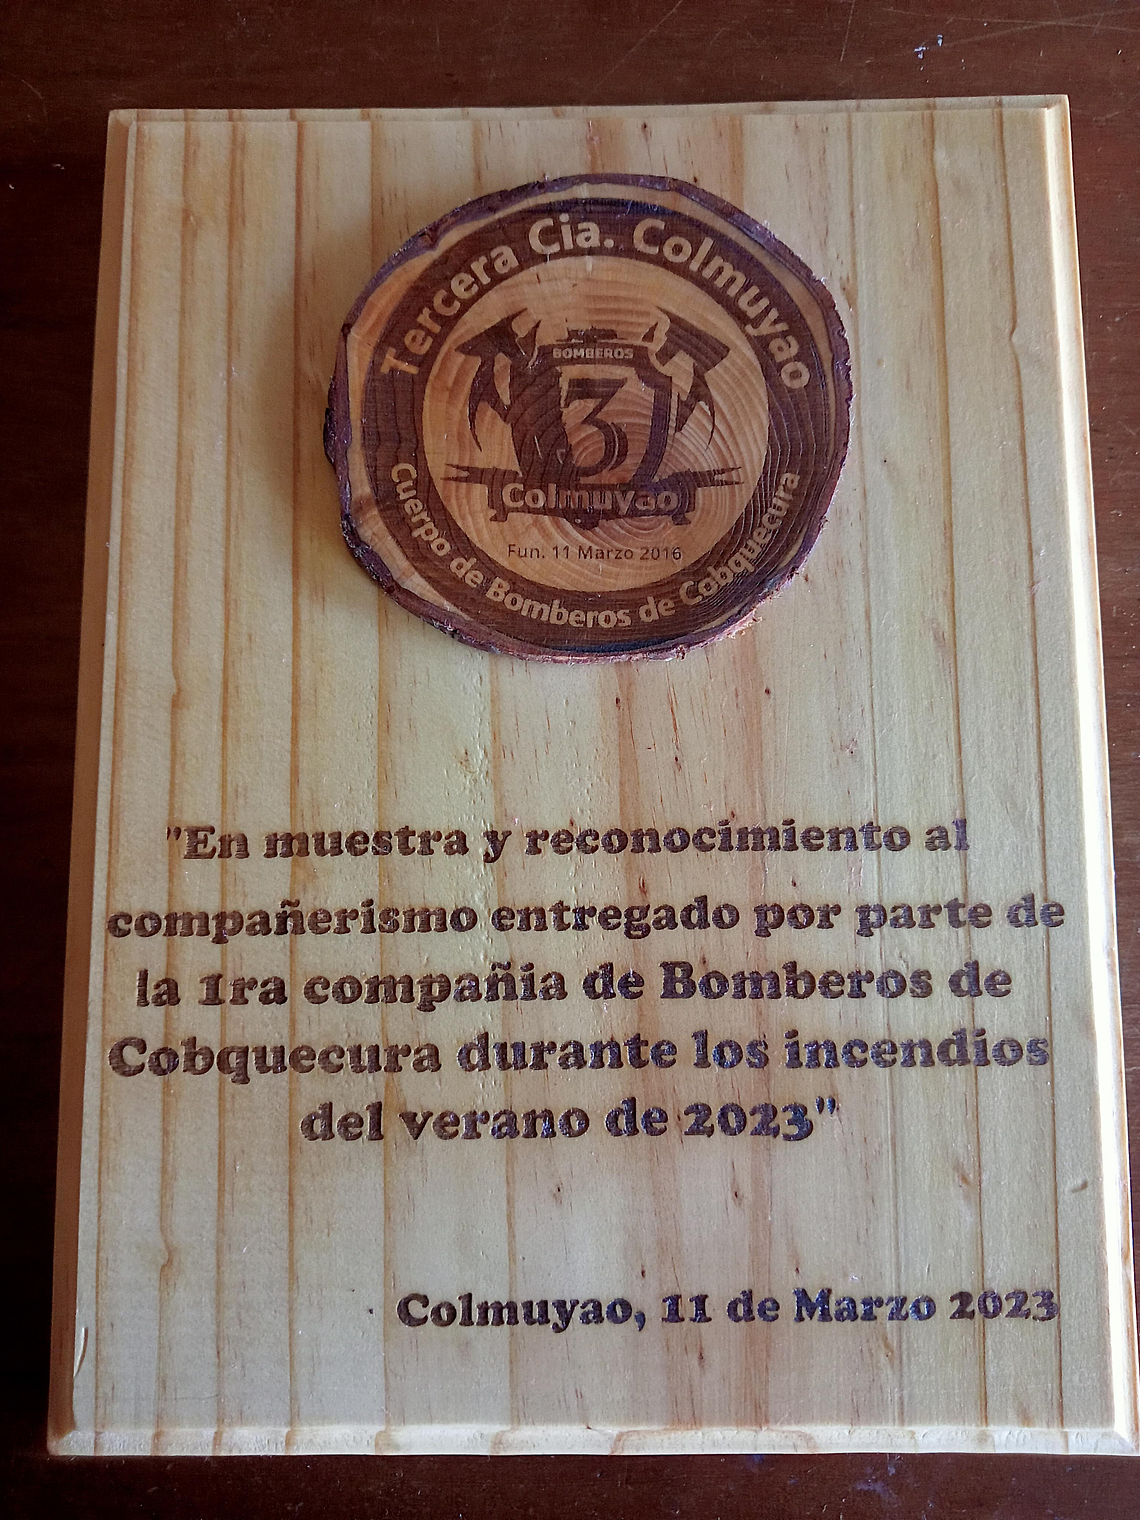 Tercera Cia. Colmuyao
BOMBEROS
3
Colmuyao
Fun. 11 Marzo 2016
Cuerpo de Bomberos de Cobquecura
"En muestra y reconocimiento al
compañerismo entregado por parte de
la 1ra compañia de Bomberos de
Cobquecura durante los incendios
del verano de 2023"
Colmuyao, 11 de Marzo 2023